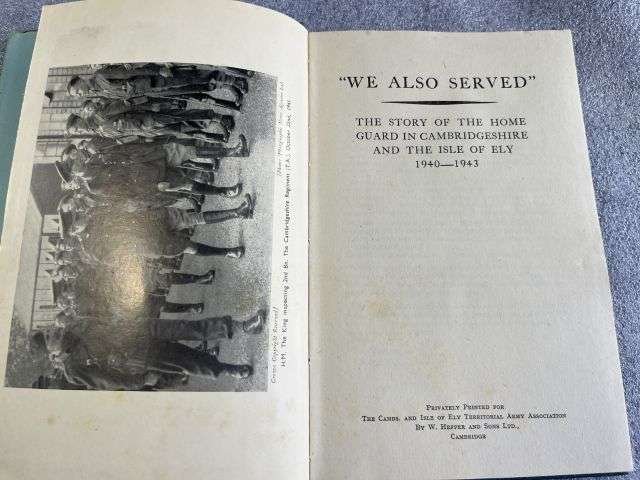 (Crown Copyright Reserved)
H.M. The King inspecting 2nd Bn. The Cambridgeshire Regiment (T.A.) October 22nd, 
"WE ALSO SERVED"
THE STORY OF THE HOME
GUARD IN CAMBRIDGESHIRE
AND THE ISLE OF ELY
1940—1943
Privately Printed for
The Cambs. and Isle of Ely Territorial Army Association
By W. Heffer and Sons Ltd.,
Cambridge